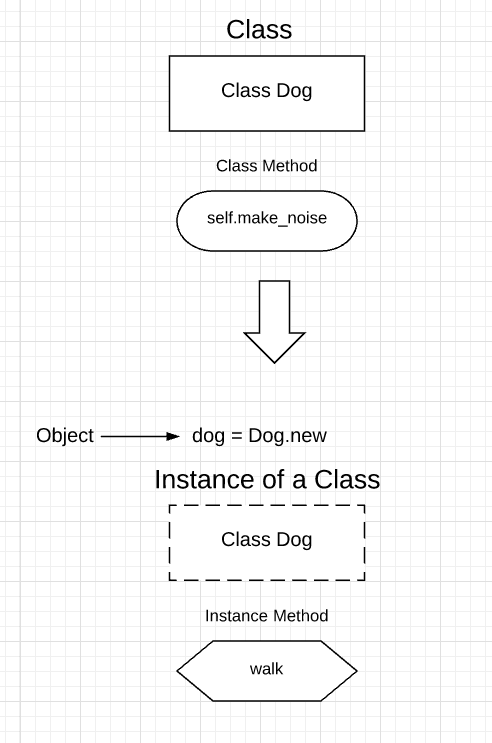 Class
Class Dog
Class Method
self.make_noise
Object
dog = Dog.new
Instance of a Class
Class Dog
Instance Method
walk